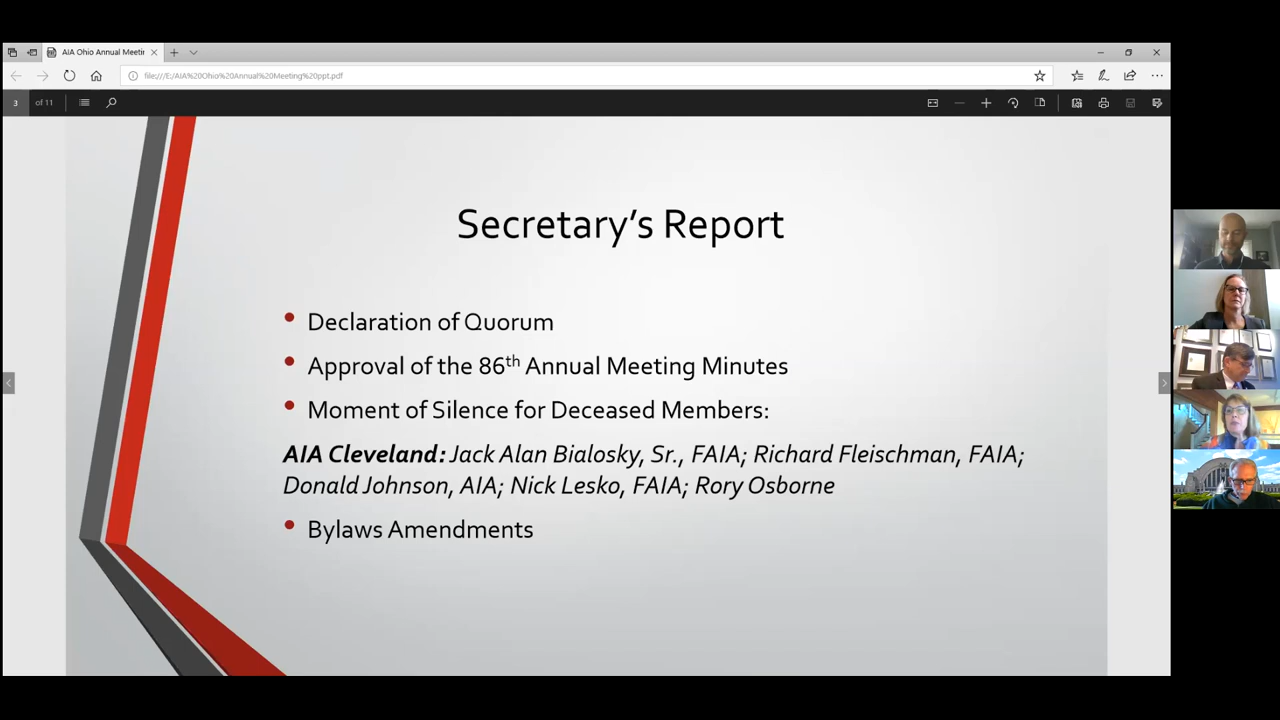 AIA Ohio Annual Meetin
file:///E:/AIA%20Ohio%20Annual%20Meeting%20ppt.pdf
3 of 11
Secretary's Report
• Declaration of Quorum
• Approval of the 86th Annual Meeting Minutes
• Moment of Silence for Deceased Members:
AIA Cleveland: Jack Alan Bialosky, Sr., FAIA; Richard Fleischman, FAIA;
Donald Johnson, AIA; Nick Lesko, FAIA; Rory Osborne
• Bylaws Amendments